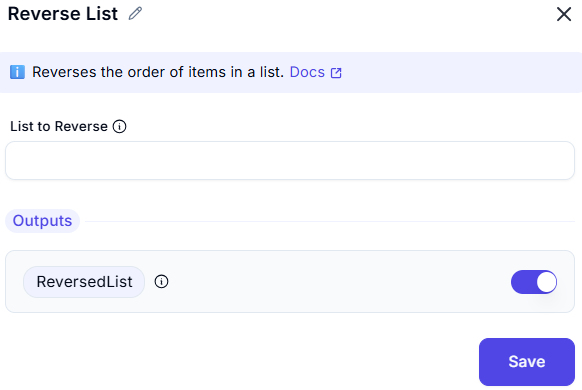 Reverse List
Reverses the order of items in a list. Docs
List to Reverse
Outputs
ReversedList
Save